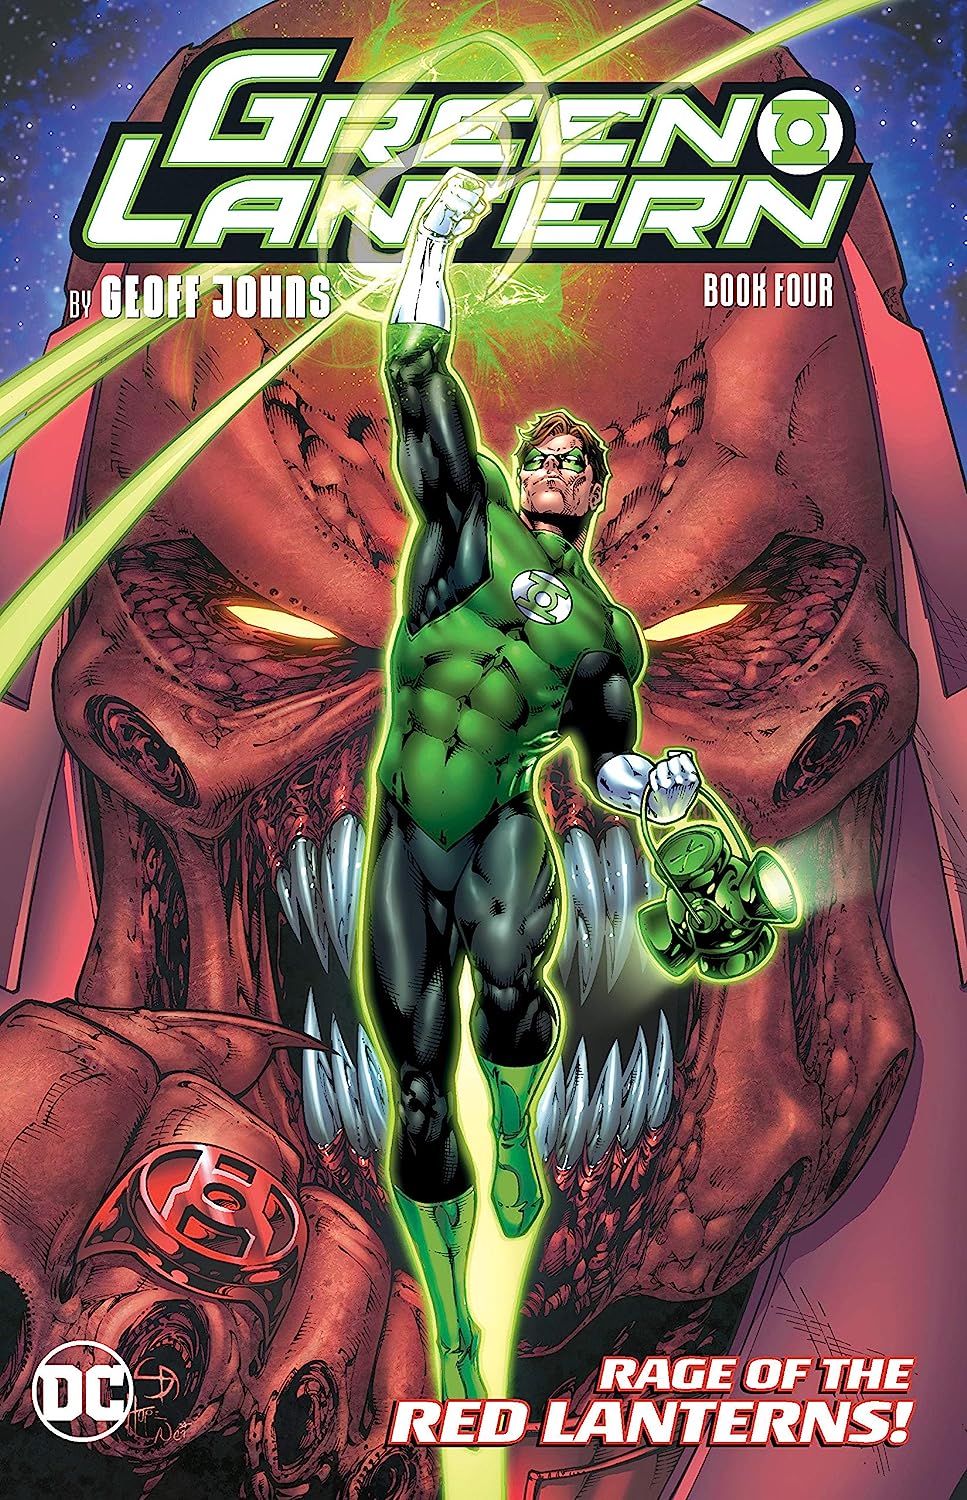 GREEN
LANTERN
BY GEOFF JOHNS
BOOK FOUR
RAGE OF THE
RED LANTERNS!
DC